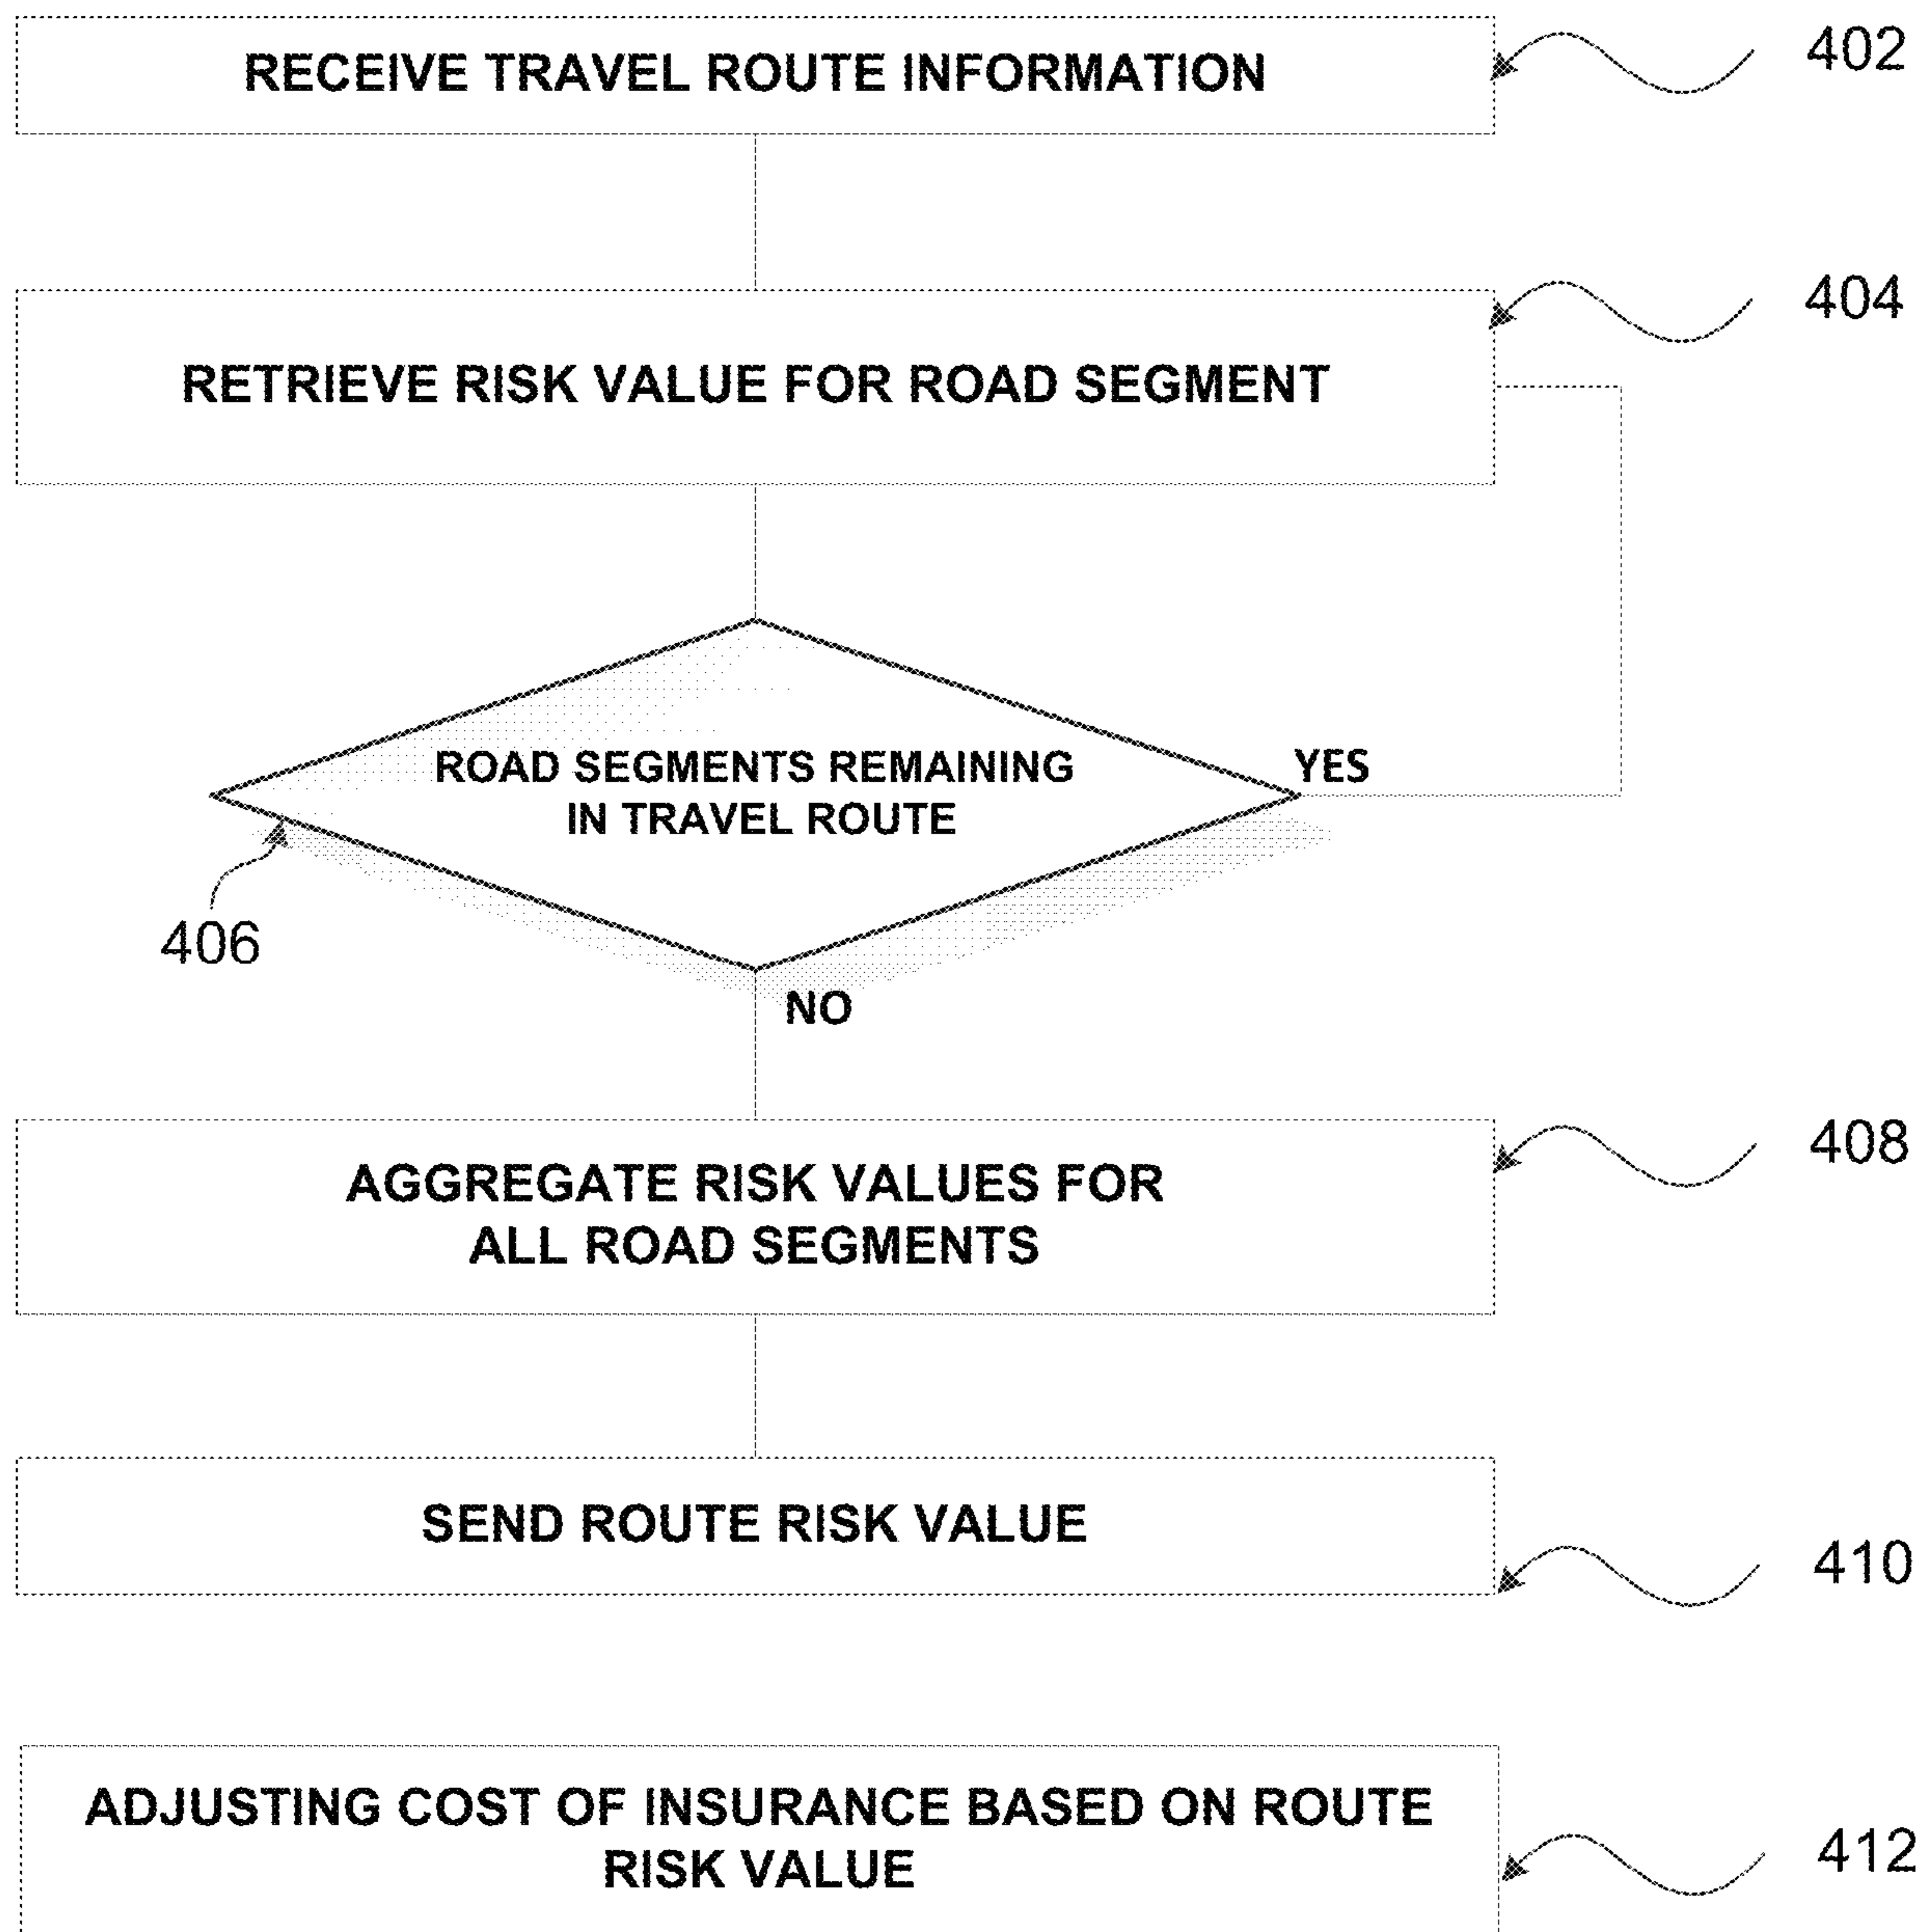 RECEIVE TRAVEL ROUTE INFORMATION
402
RETRIEVE RISK VALUE FOR ROAD SEGMENT
404
ROAD SEGMENTS REMAINING
IN TRAVEL ROUTE
YES
406
NO
AGGREGATE RISK VALUES FOR
ALL ROAD SEGMENTS
408
SEND ROUTE RISK VALUE
410
ADJUSTING COST OF INSURANCE BASED ON ROUTE
RISK VALUE
412